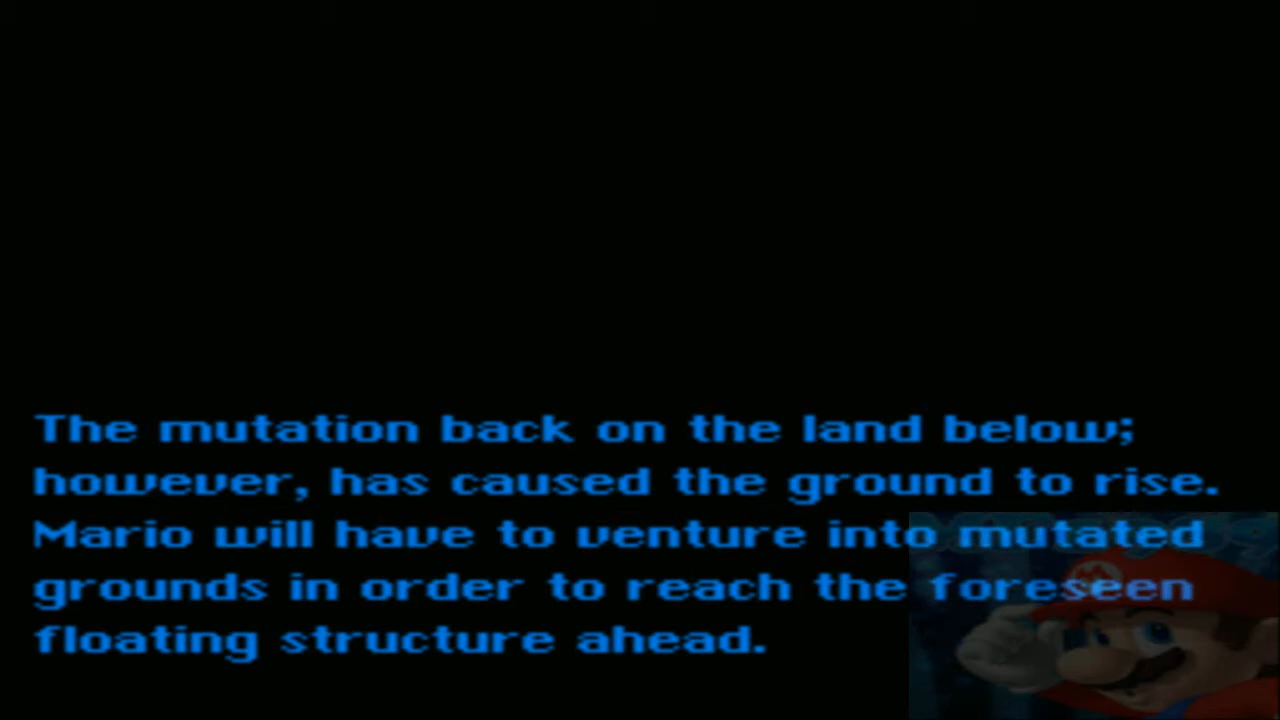 The mutation back on the land below;
however, has caused the ground to rise.
Mario will have to venture into mutated
grounds in order to reach the foreseen
floating structure ahead.